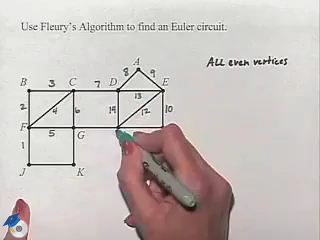 Use Fleury's Algorithm to find an Euler circuit.
All even vertices
A
8 9
B 3 C 7 D E
13
2 4 6 14 12 10
F 5 G
1
J K